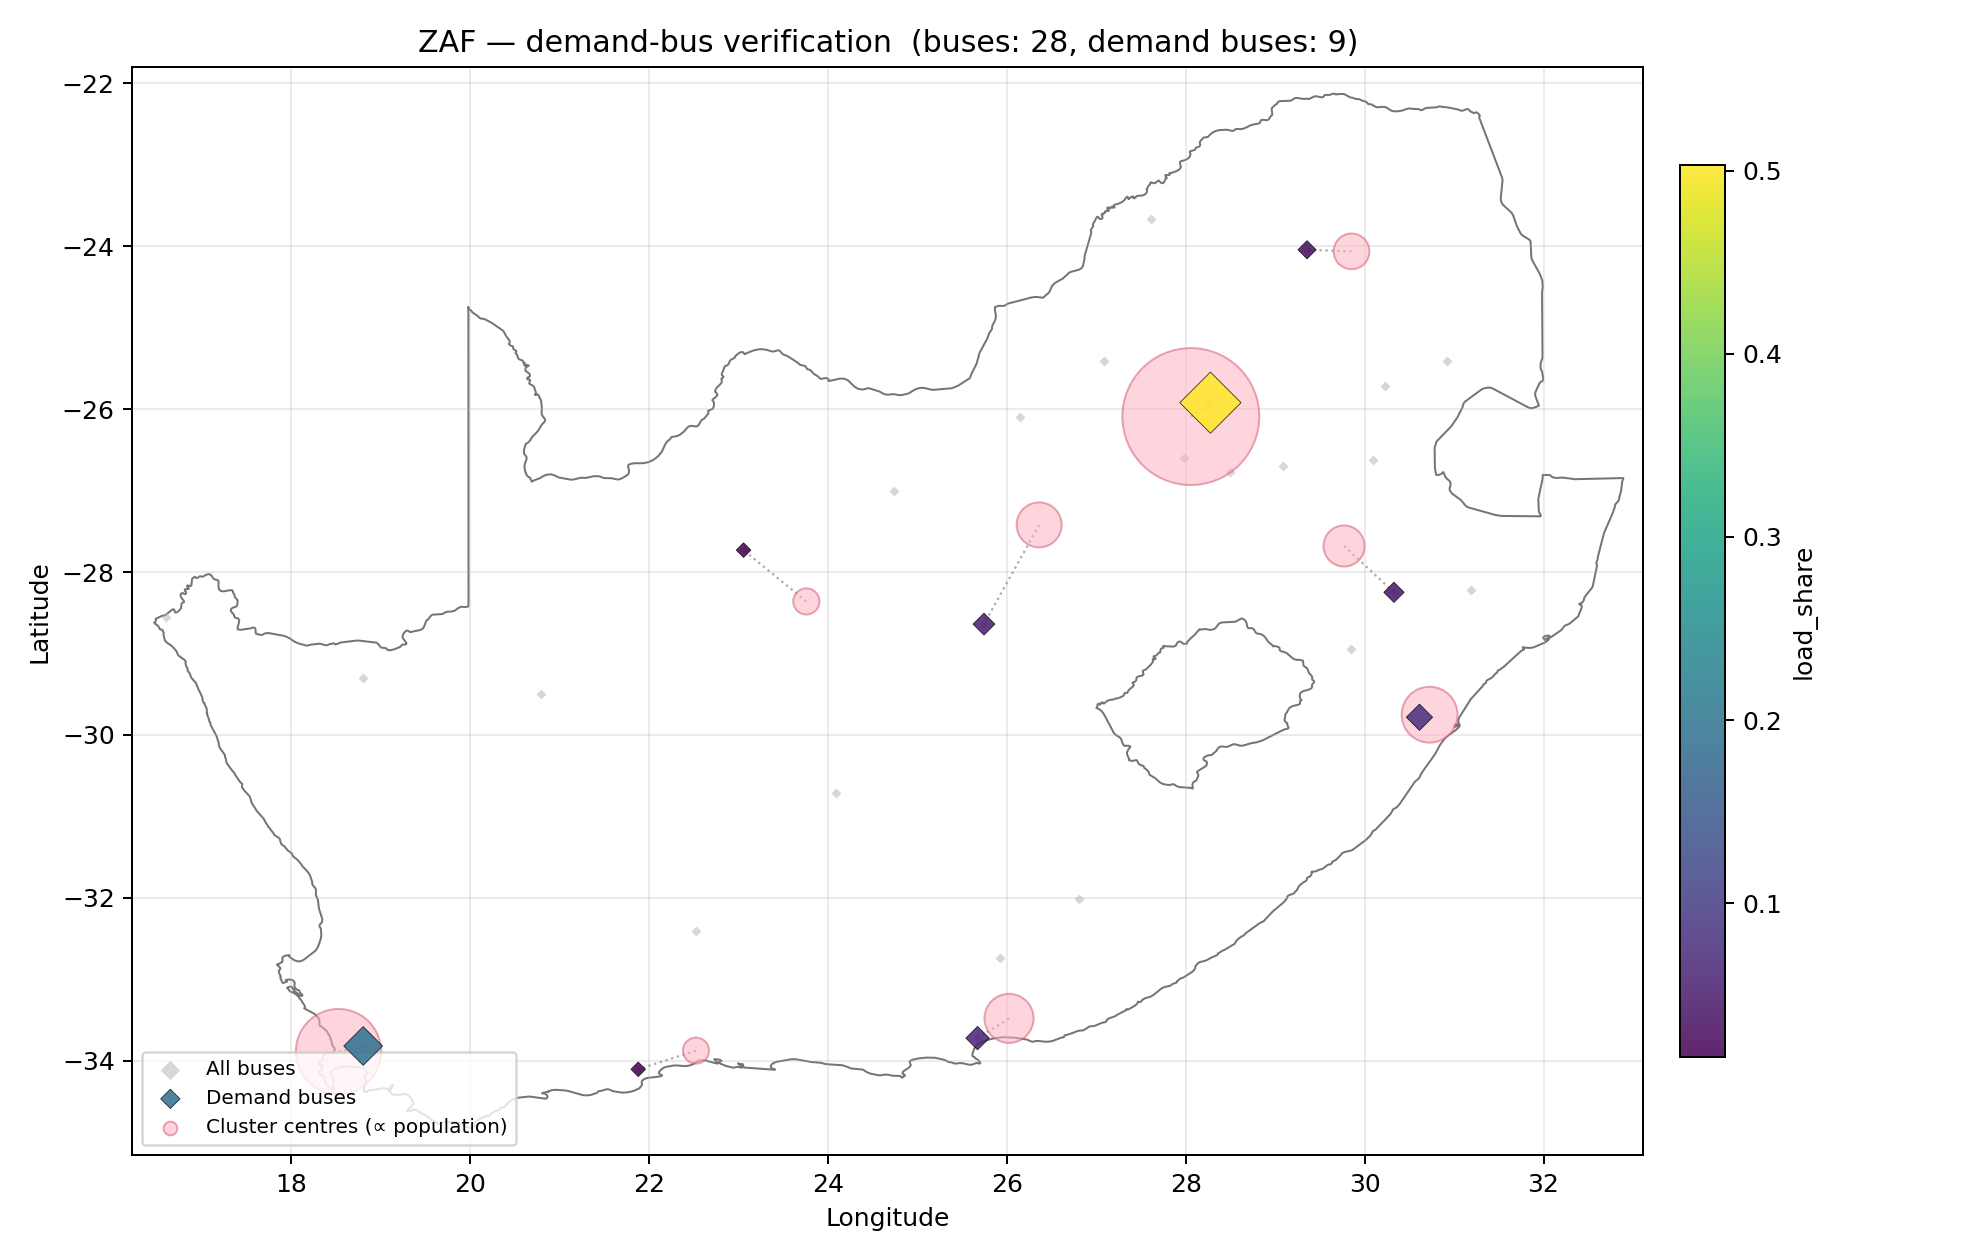 ZAF — demand-bus verification  (buses: 28, demand buses: 9)
−22
−24
−26
−28
−30
−32
−34
Latitude
18
20
22
24
26
28
30
32
Longitude
All buses
Demand buses
Cluster centres (∝ population)
0.5
0.4
0.3
0.2
0.1
load_share